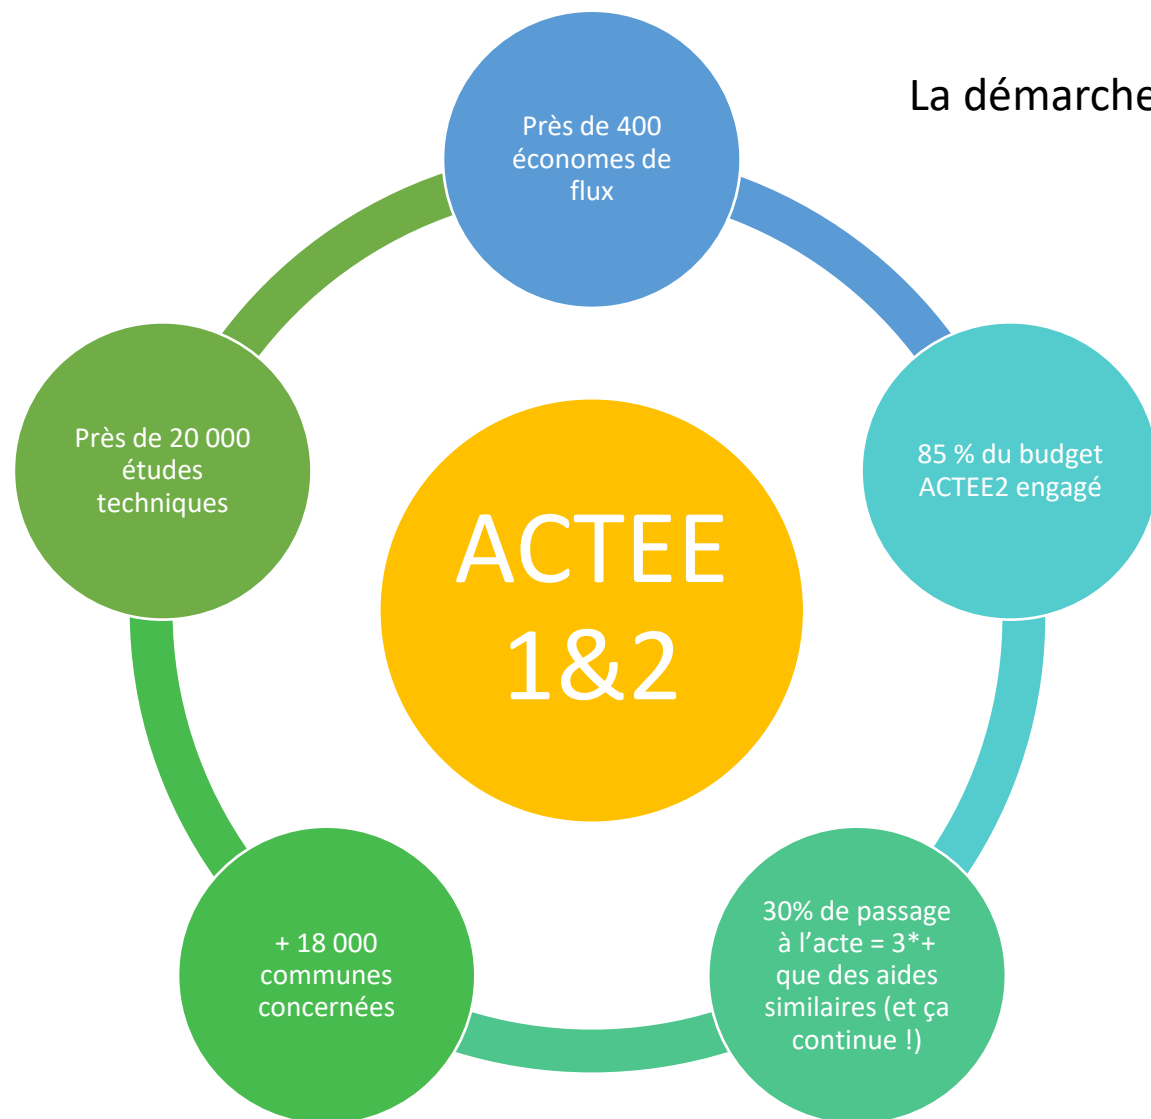 La démarche
Près de 400
économes de
flux
85 % du budget
ACTEE2 engagé
30% de passage
à l’acte = 3*+
que des aides
similaires (et ça
continue !)
+ 18 000
communes
concernées
Près de 20 000
études
techniques
ACTEE
1&2